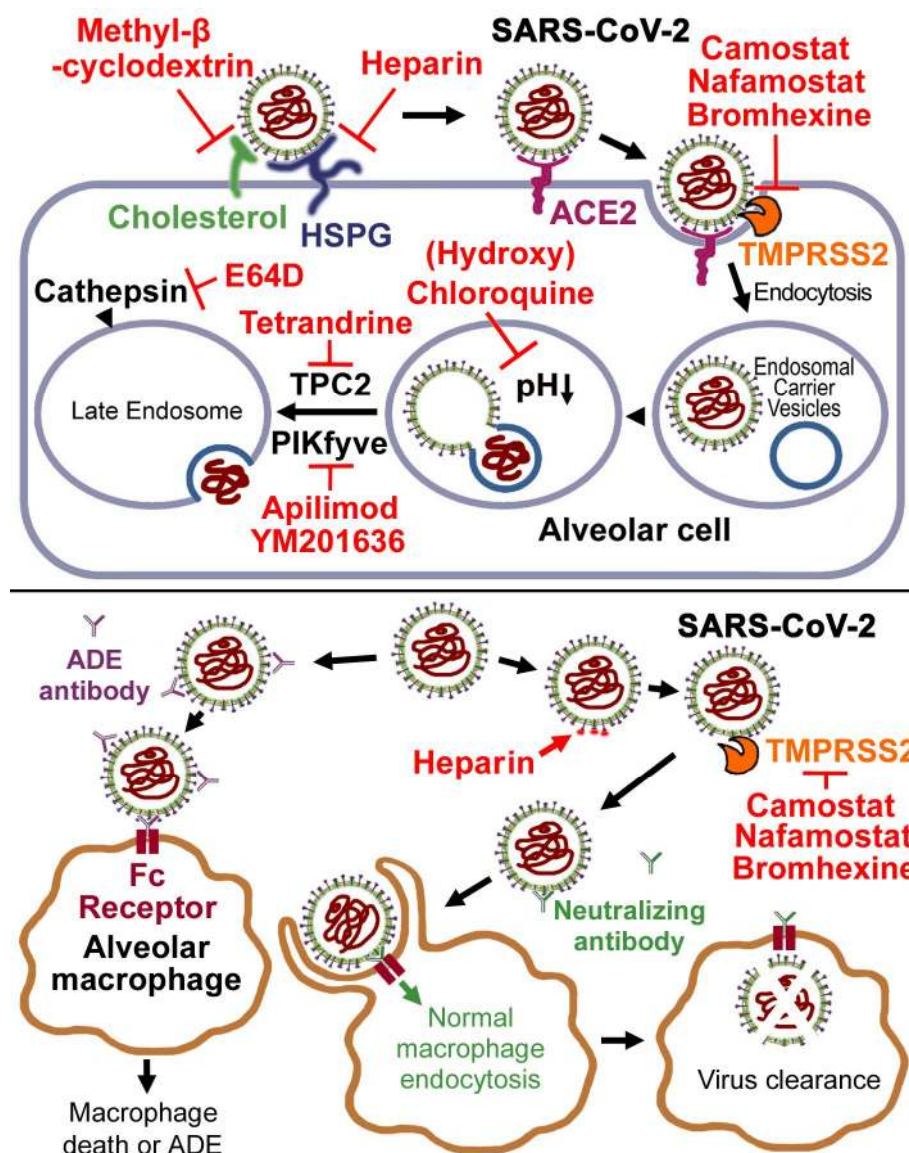 Methyl-β
-cyclodextrin
Heparin
SARS-CoV-2
Camostat
Nafamostat
Bromhexine
Cholesterol
HSPG
ACE2
TMPRSS2
Endocytosis
Cathepsin
E64D
(Hydroxy)
Chloroquine
Tetrandrine
TPC2
PIKfyve
Apilimod
YM201636
Late Endosome
pH↓
Endosomal
Carrier
Vesicles
Alveolar cell
ADE
antibody
SARS-CoV-2
Heparin
TMPRSS2
Camostat
Nafamostat
Bromhexine
Fc
Receptor
Alveolar
macrophage
Neutralizing
antibody
Normal
macrophage
endocytosis
Virus clearance
Macrophage
death or ADE